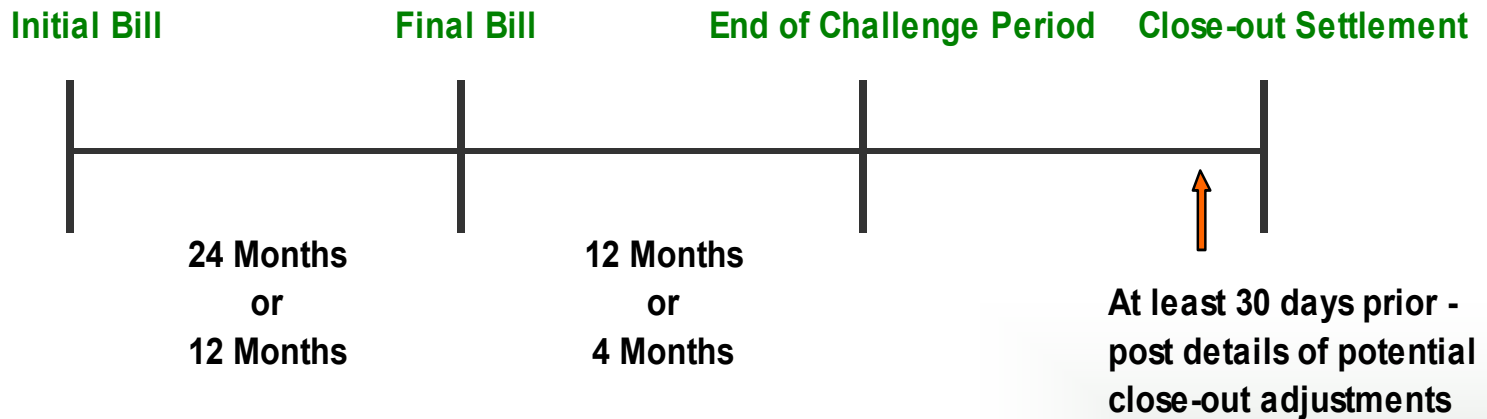 Initial Bill
Final Bill
End of Challenge Period
Close-out Settlement
24 Months
or
12 Months
12 Months
or
4 Months
At least 30 days prior -
post details of potential
close-out adjustments